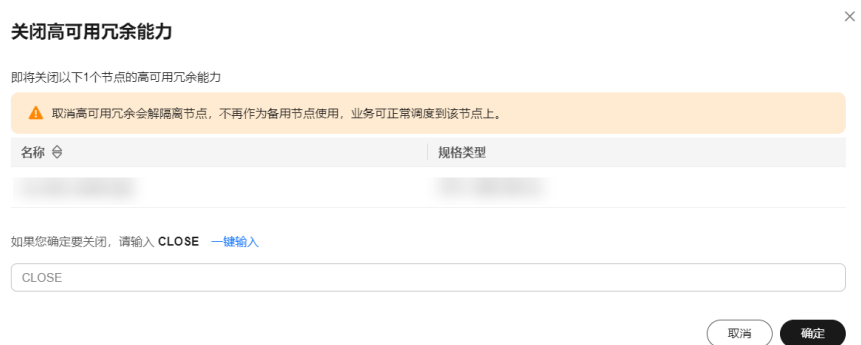 关闭高可用冗余能力
即将关闭以下1个节点的高可用冗余能力
取消高可用冗余会解隔离节点，不再作为备用节点使用，业务可正常调度到该节点上。
名称 规格类型
如果您确定要关闭，请输入 CLOSE 一键输入
CLOSE
取消 确定